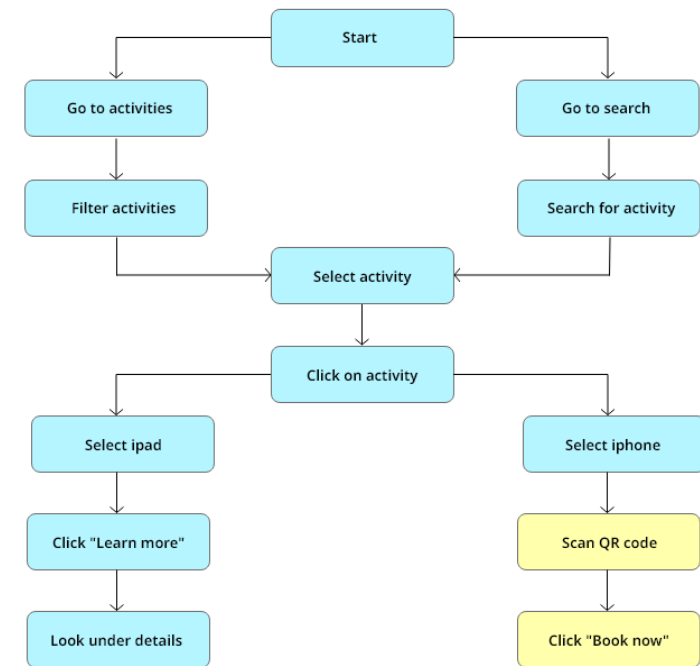 Start
Go to activities
Go to search
Filter activities
Search for activity
Select activity
Click on activity
Select ipad
Select iphone
Click "Learn more"
Scan QR code
Look under details
Click "Book now"